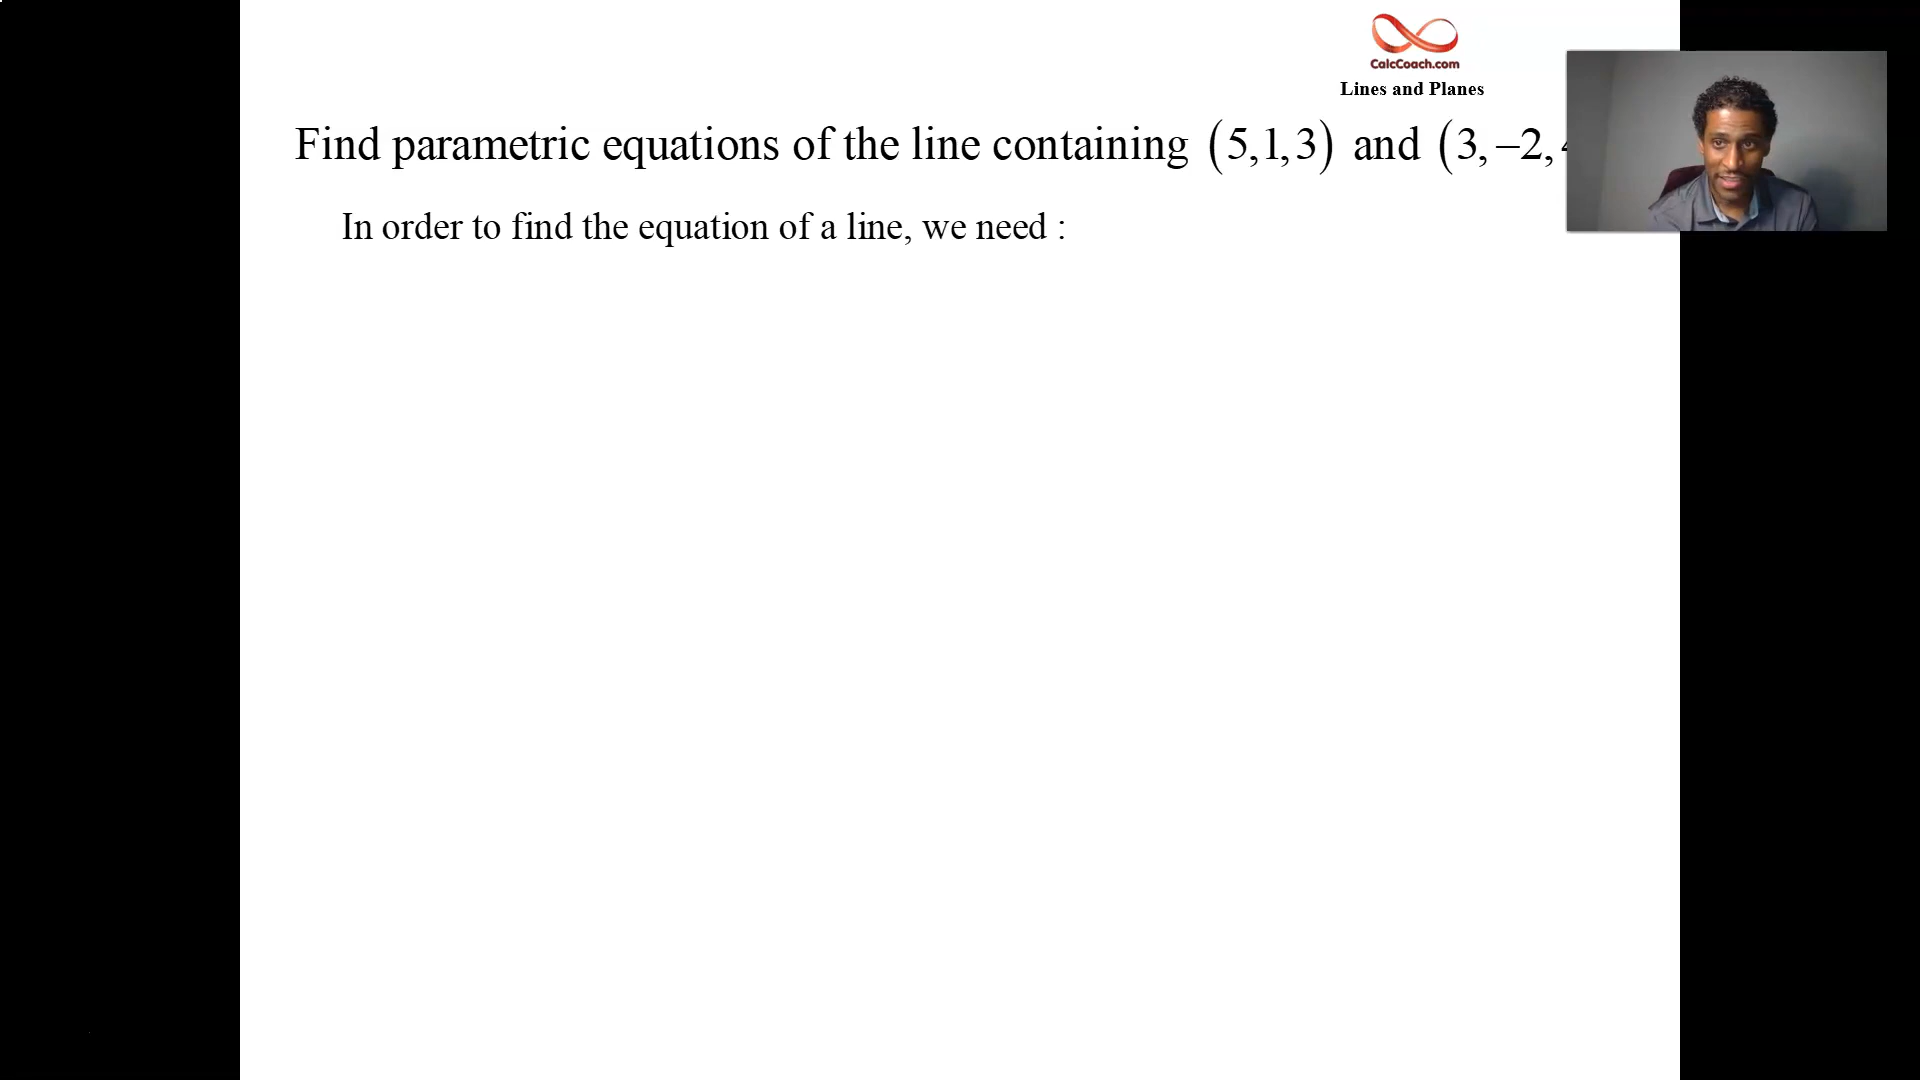 CalcCoach.com
Lines and Planes
Find parametric equations of the line containing (5,1,3) and (3,−2,
In order to find the equation of a line, we need :